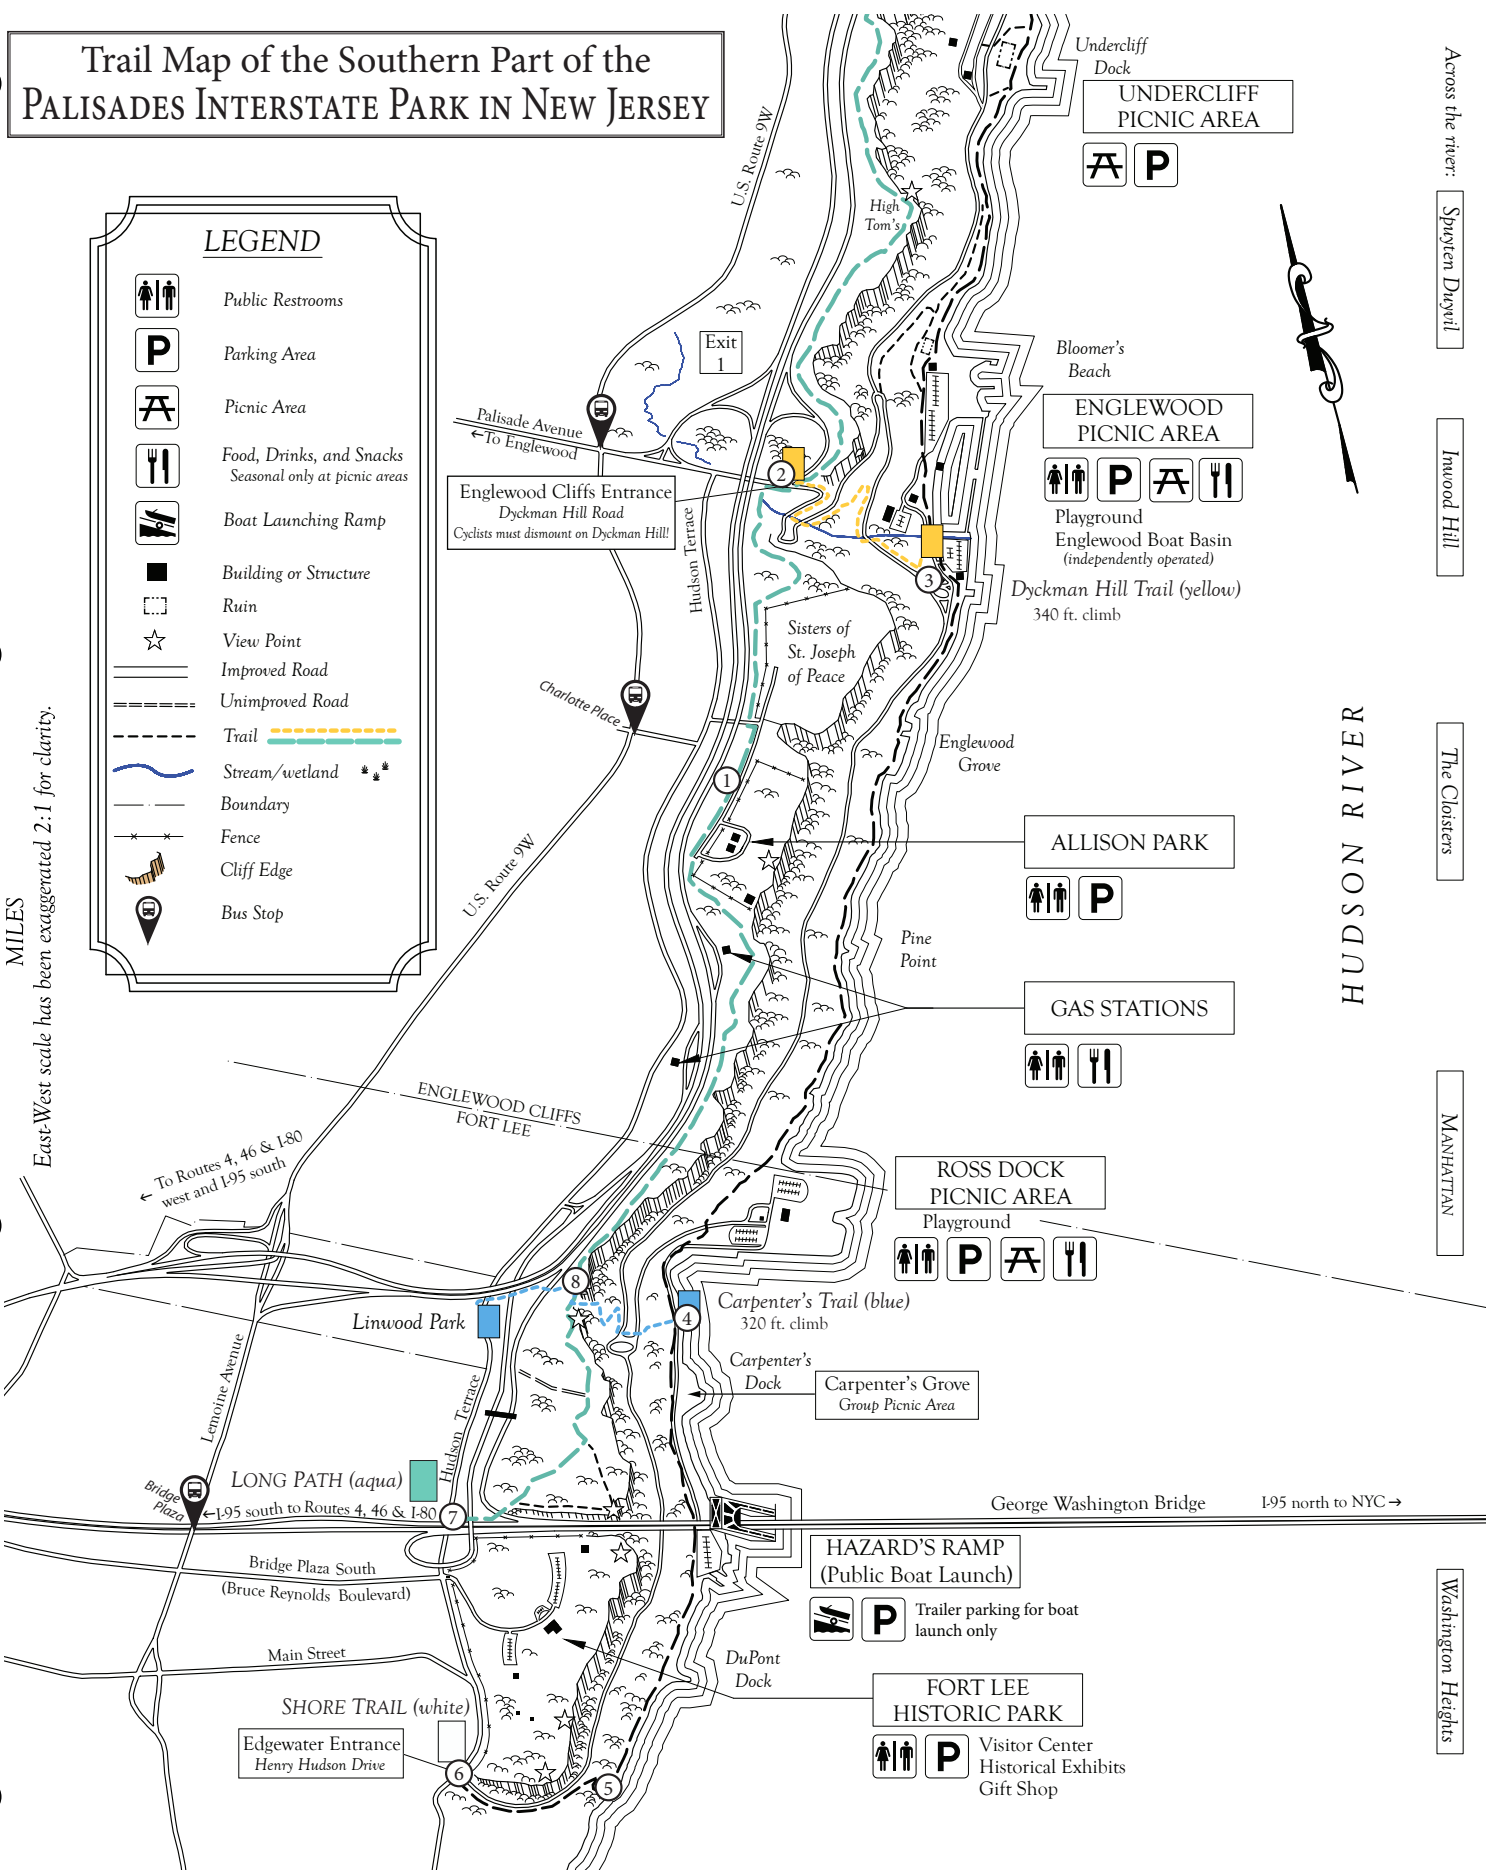 Trail Map of the Southern Part of the
PALISADES INTERSTATE PARK IN NEW JERSEY
LEGEND
Public Restrooms
P
Parking Area
Picnic Area
Food, Drinks, and Snacks
Seasonal only at picnic areas
Boat Launching Ramp
Building or Structure
Ruin
View Point
Improved Road
Unimproved Road
Trail
Stream/wetland
Boundary
Fence
Cliff Edge
Bus Stop
MILES
East-West scale has been exaggerated 2:1 for clarity.
U.S. Route 9W
Undercliff
Dock
UNDERCLIFF
PICNIC AREA
P
High
Tom's
Exit
1
Palisade Avenue
←To Englewood
Bloomer's
Beach
ENGLEWOOD
PICNIC AREA
P
Playground
Englewood Boat Basin
(independently operated)
2
Englewood Cliffs Entrance
Dyckman Hill Road
Cyclists must dismount on Dyckman Hill!
Hudson Terrace
3
Dyckman Hill Trail (yellow)
340 ft. climb
Sisters of
St. Joseph
of Peace
Charlotte Place
Englewood
Grove
1
U.S. Route 9W
ALLISON PARK
P
Pine
Point
GAS STATIONS
ENGLEWOOD CLIFFS
FORT LEE
← To Routes 4, 46 & I-80
west and I-95 south
ROSS DOCK
PICNIC AREA
Playground
P
8
Linwood Park
4
Carpenter's Trail (blue)
320 ft. climb
Carpenter's
Dock
Carpenter's Grove
Group Picnic Area
Lemoine Avenue
Hudson Terrace
LONG PATH (aqua)
Bridge
Plaza
←I-95 south to Routes 4, 46 & I-80
7
George Washington Bridge
I-95 north to NYC→
Bridge Plaza South
(Bruce Reynolds Boulevard)
HAZARD'S RAMP
(Public Boat Launch)
P
Trailer parking for boat
launch only
Main Street
DuPont
Dock
SHORE TRAIL (white)
FORT LEE
HISTORIC PARK
P
Visitor Center
Historical Exhibits
Gift Shop
Edgewater Entrance
Henry Hudson Drive
6
5
HUDSON RIVER
Across the river:
Spuyten Duyvil
Inwood Hill
The Cloisters
MANHATTAN
Washington Heights